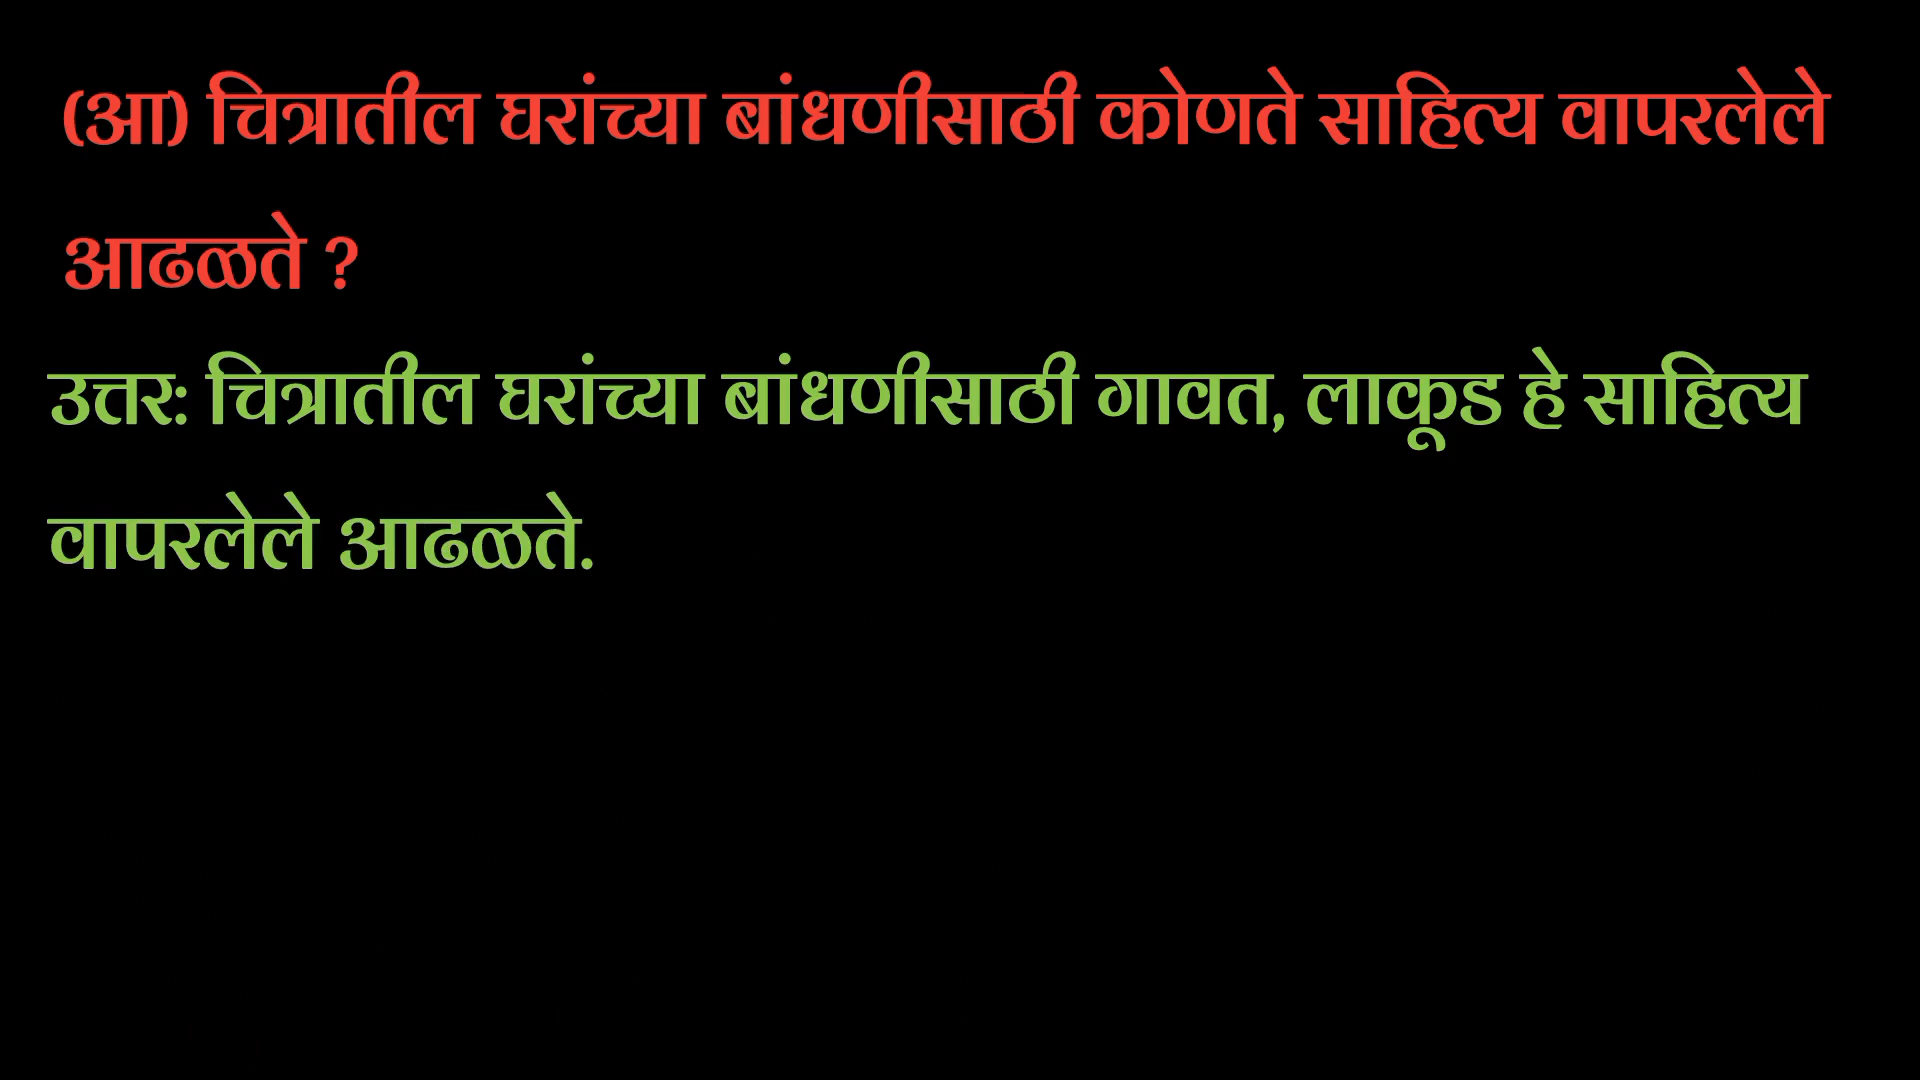 (आ) चित्रातील घरांच्या बांधणीसाठी कोणते साहित्य वापरलेले
आढळते ?
उत्तर: चित्रातील घरांच्या बांधणीसाठी गावत, लाकूड हे साहित्य
वापरलेले आढळते.